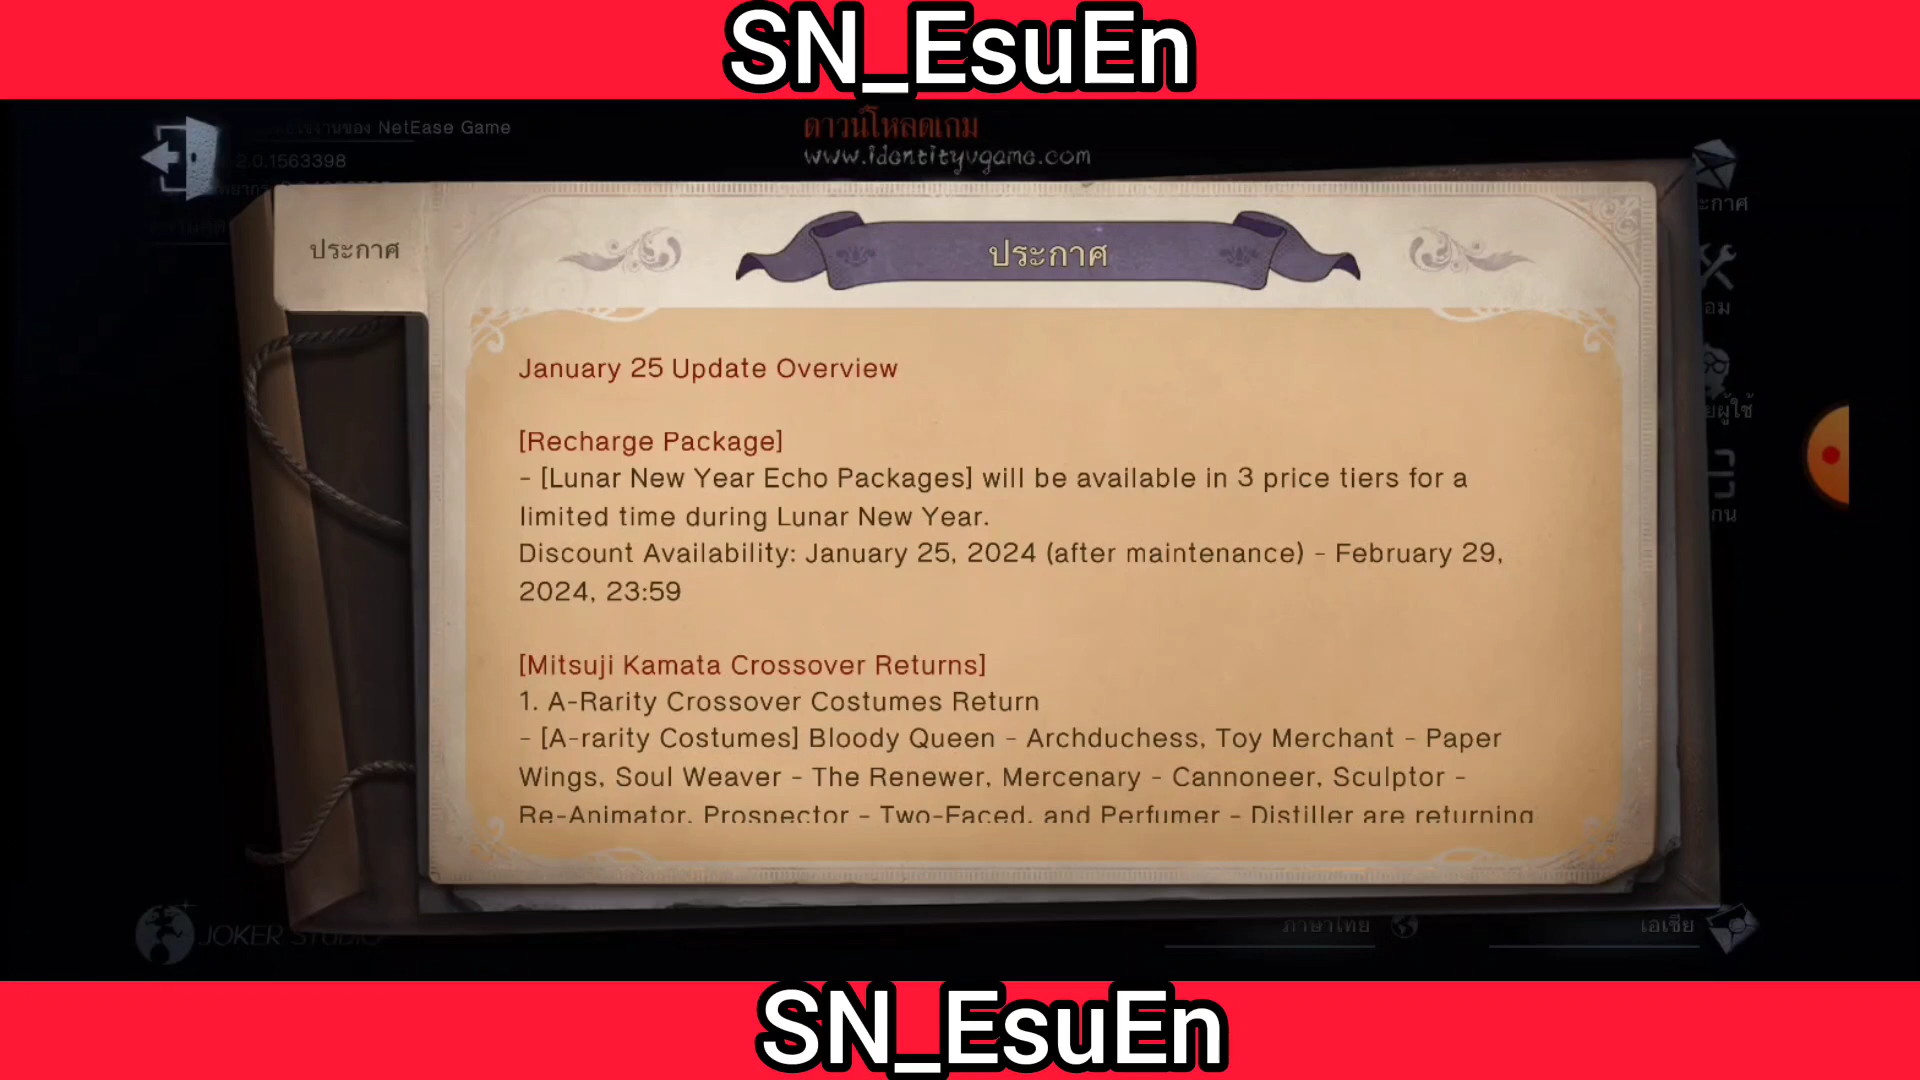 SN_EsuEn
NetEase Game
2.0.1563398
ดาวน์โหลดเกม
www.identityvgame.com
ประกาศ
ประกาศ
January 25 Update Overview
[Recharge Package]
- [Lunar New Year Echo Packages] will be available in 3 price tiers for a
limited time during Lunar New Year.
Discount Availability: January 25, 2024 (after maintenance) - February 29,
2024, 23:59
[Mitsuji Kamata Crossover Returns]
1. A-Rarity Crossover Costumes Return
- [A-rarity Costumes] Bloody Queen - Archduchess, Toy Merchant - Paper
Wings, Soul Weaver - The Renewer, Mercenary - Cannoneer, Sculptor -
Re-Animator, Prospector - Two-Faced, and Perfumer - Distiller are returning
JOKER STUDIO
ภาษาไทย
เอเชีย
SN_EsuEn